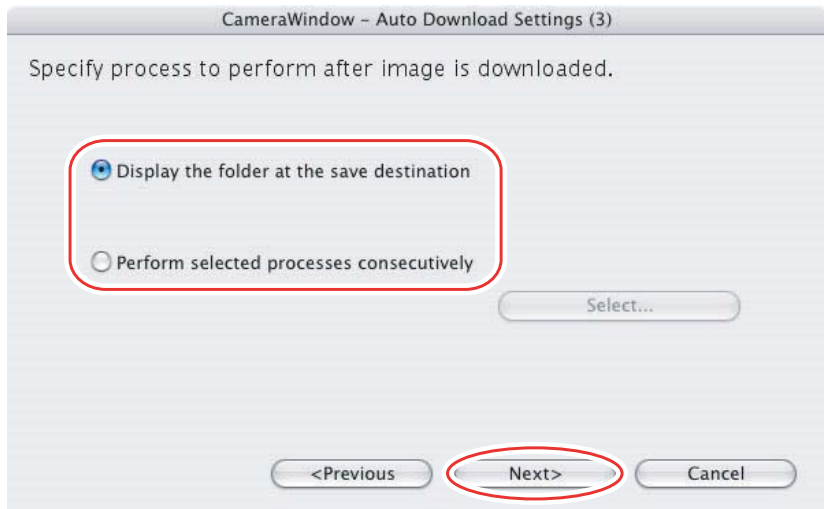 CameraWindow – Auto Download Settings (3)
Specify process to perform after image is downloaded.
Display the folder at the save destination
Perform selected processes consecutively
Select...
<Previous
Next>
Cancel